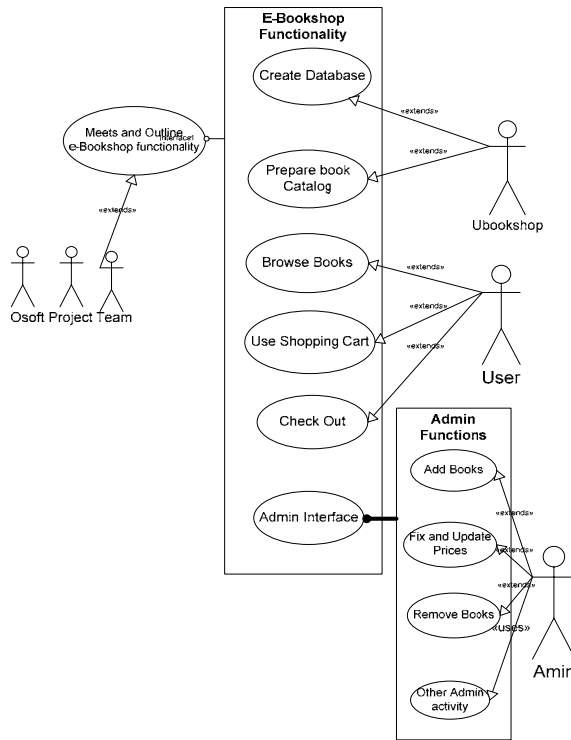 E-Bookshop
Functionality
Create Database
«extends»
Meets and Outline
Interface1
e-Bookshop functionality
«extends»
Prepare book
Catalog
Ubookshop
«extends»
Browse Books
«extends»
Osoft Project Team
«extends»
Use Shopping Cart
«extends»
User
Check Out
Admin
Functions
Add Books
Admin Interface
«extends»
Fix and Update
Prices
«extends»
«extends»
Remove Books
«uses»
Amin
Other Admin
activity